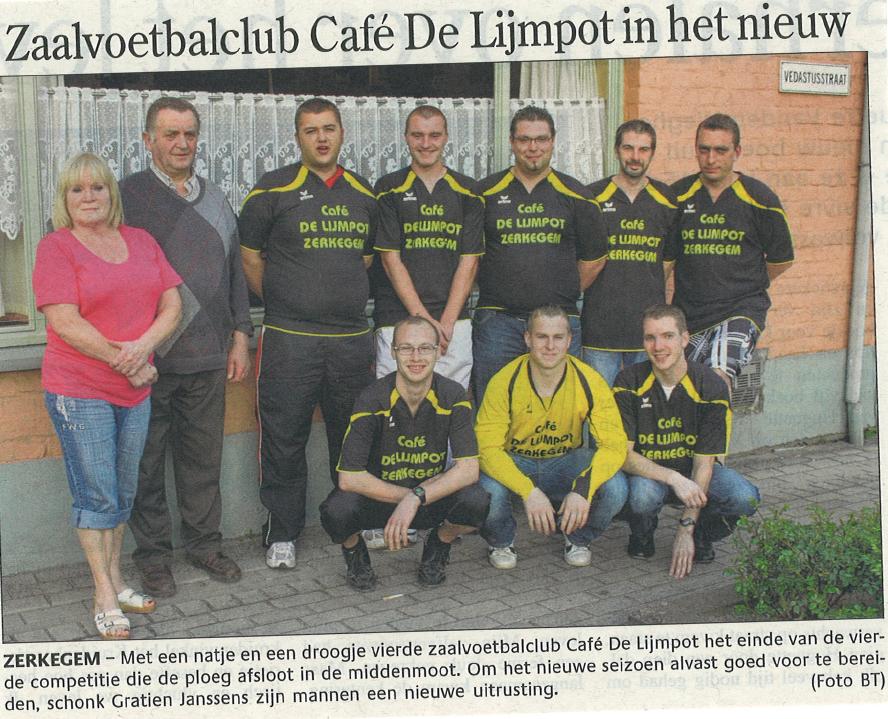 Zaalvoetbalclub Café De Lijmpot in het nieuw
VEDASTUSSTRAAT
Café
DE LIJMPOT
ZERKEGEM
Café
DE LIJMPOT
ZERKEGEM
Café
DE LIJMPOT
ZERKEGEM
Café
DE LIJMPOT
ZERKEGEM
Café
DE LIJMPOT
ZERKEGEM
Café
DE LIJMPOT
ZERKEGEM
Café
DE LIJMPOT
ZERKEGEM
Café
DE LIJMPOT
ZERKEGEM
ZERKEGEM – Met een natje en een droogje vierde zaalvoetbalclub Café De Lijmpot het einde van de vier-
de competitie die de ploeg afsloot in de middenmoot. Om het nieuwe seizoen alvast goed voor te berei-
den, schonk Gratien Janssens zijn mannen een nieuwe uitrusting. (Foto BT)